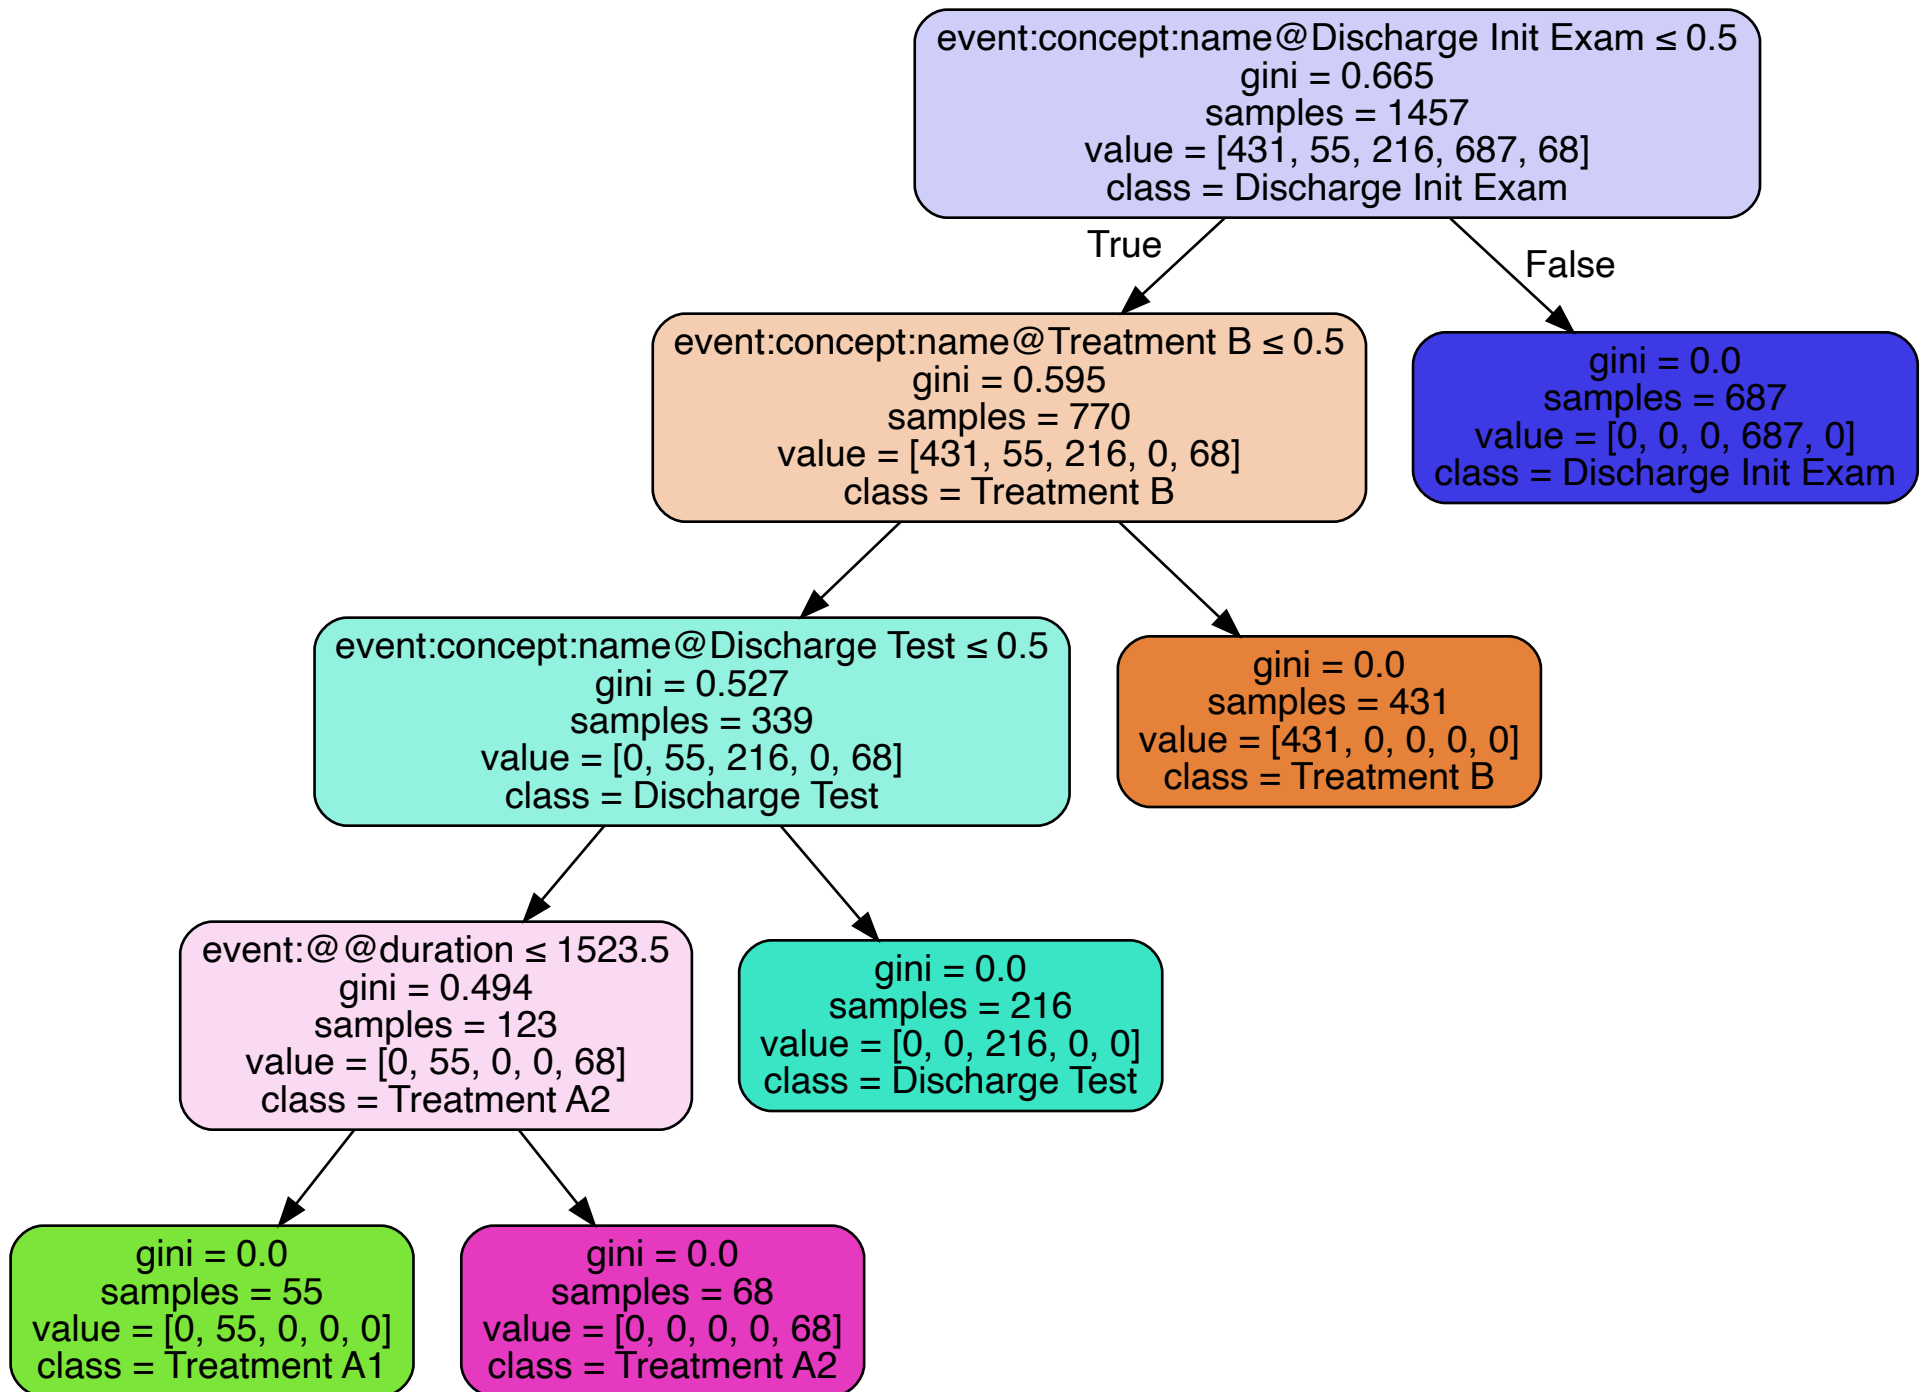 event:concept:name@Discharge Init Exam ≤ 0.5
gini = 0.665
samples = 1457
value = [431, 55, 216, 687, 68]
class = Discharge Init Exam
True
False
event:concept:name@Treatment B ≤ 0.5
gini = 0.595
samples = 770
value = [431, 55, 216, 0, 68]
class = Treatment B
gini = 0.0
samples = 687
value = [0, 0, 0, 687, 0]
class = Discharge Init Exam
event:concept:name@Discharge Test ≤ 0.5
gini = 0.527
samples = 339
value = [0, 55, 216, 0, 68]
class = Discharge Test
gini = 0.0
samples = 431
value = [431, 0, 0, 0, 0]
class = Treatment B
event:@@duration ≤ 1523.5
gini = 0.494
samples = 123
value = [0, 55, 0, 0, 68]
class = Treatment A2
gini = 0.0
samples = 216
value = [0, 0, 216, 0, 0]
class = Discharge Test
gini = 0.0
samples = 55
value = [0, 55, 0, 0, 0]
class = Treatment A1
gini = 0.0
samples = 68
value = [0, 0, 0, 0, 68]
class = Treatment A2